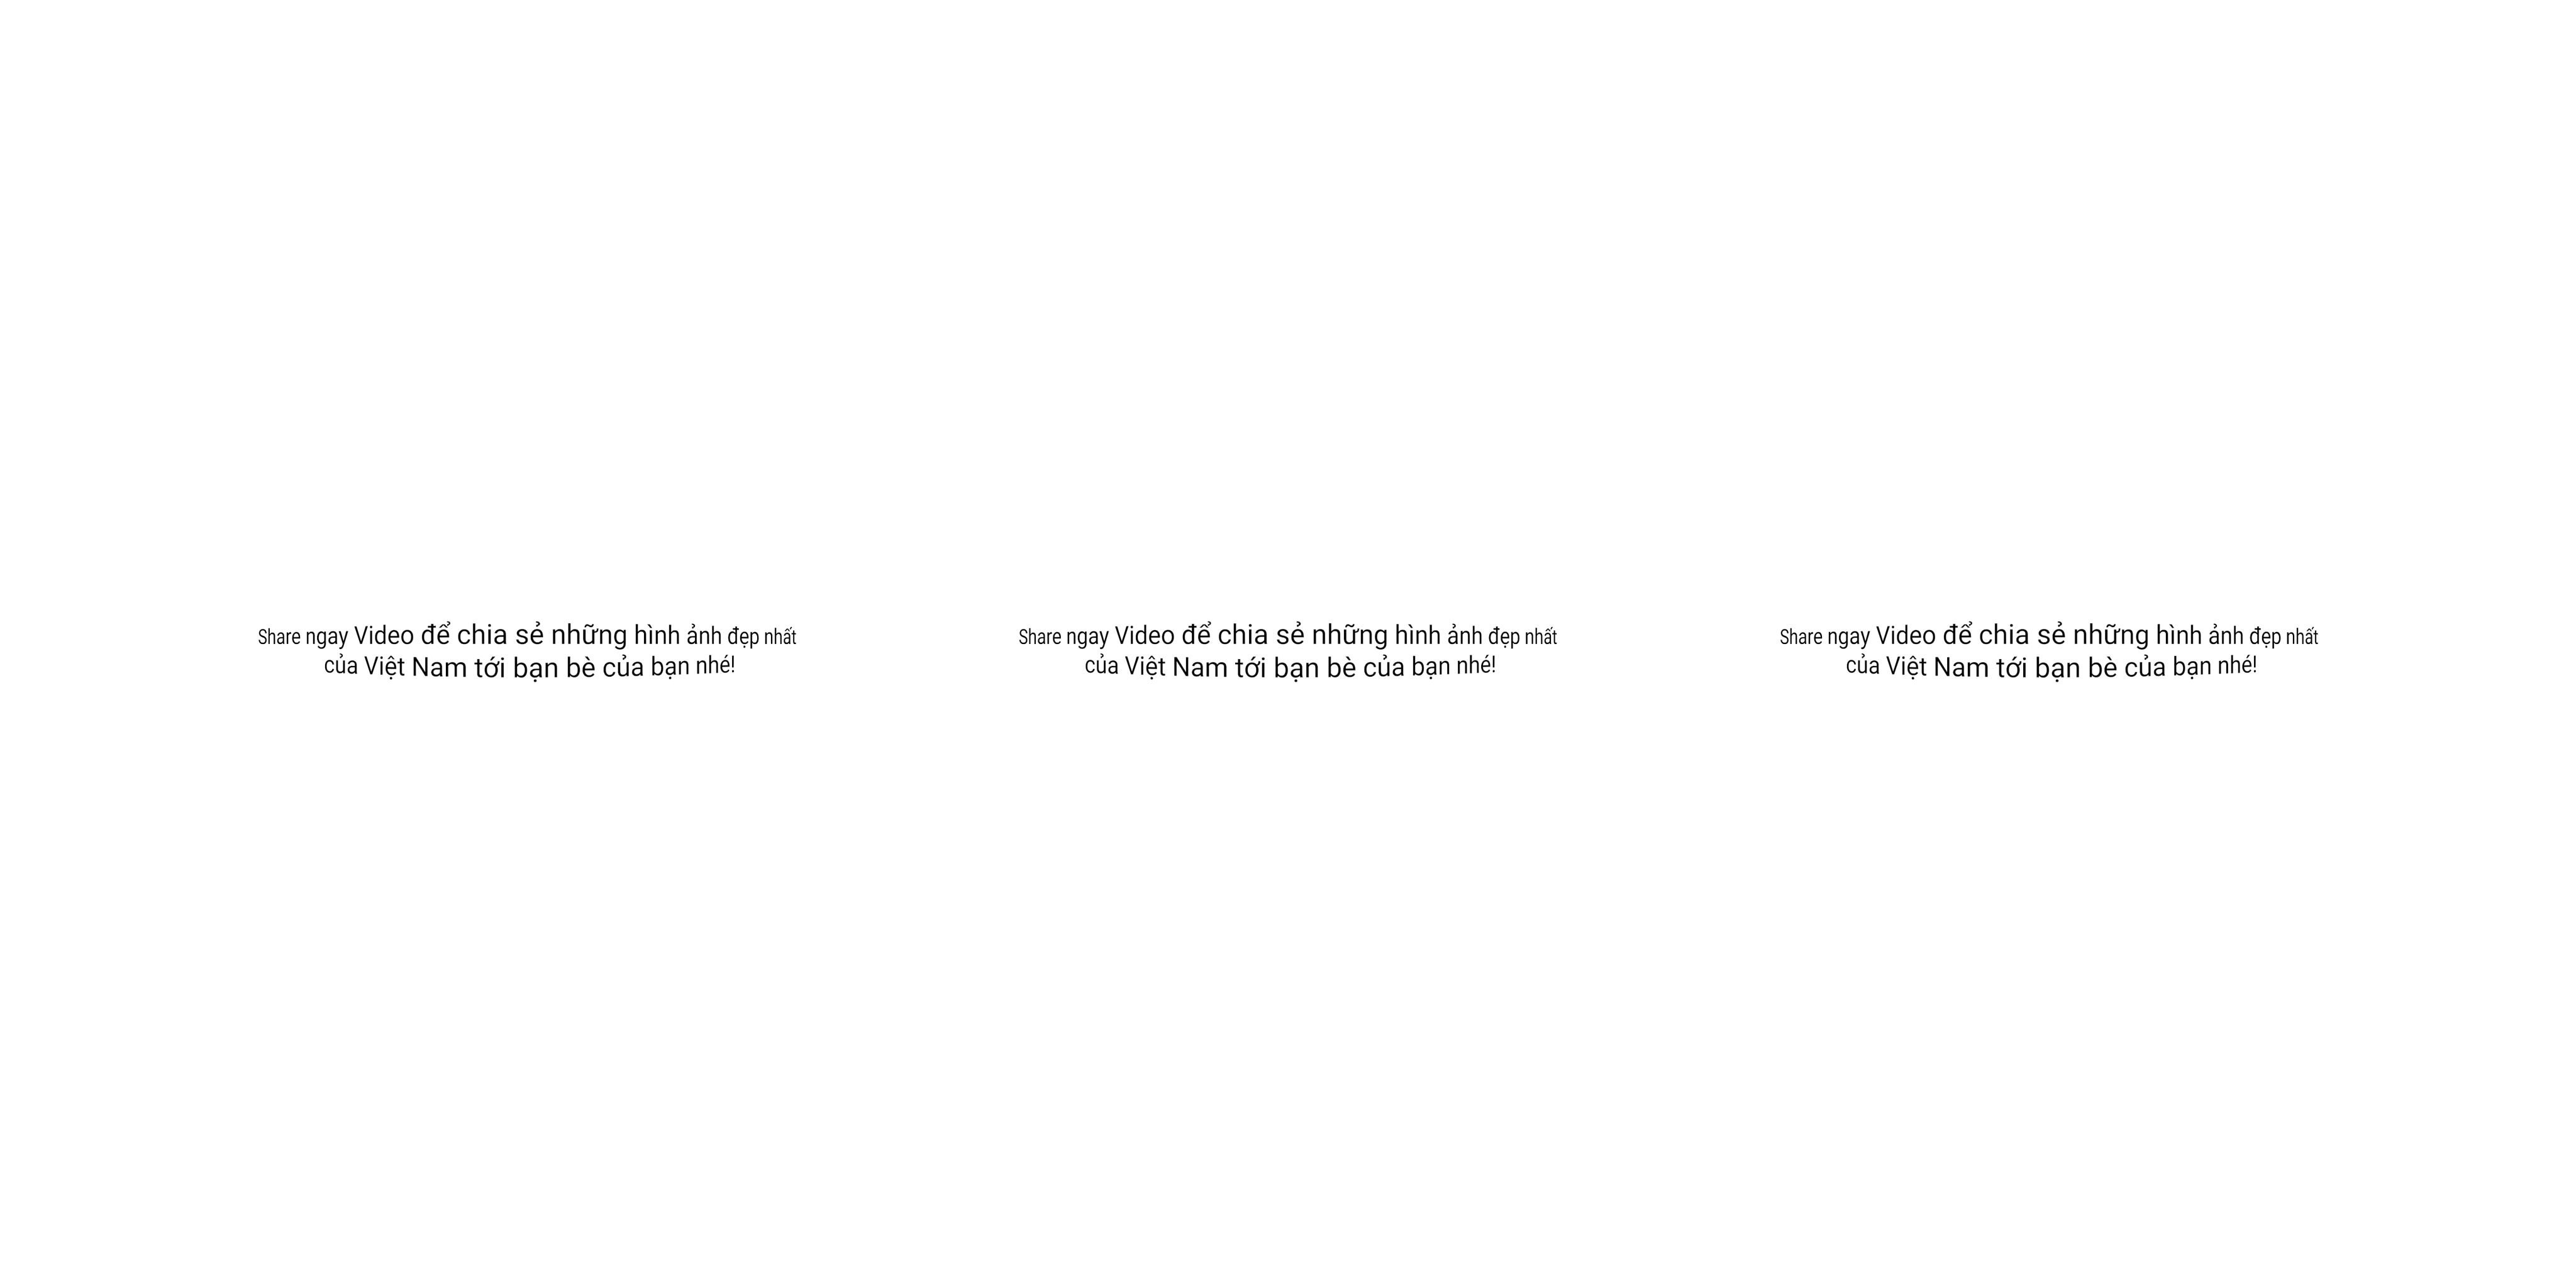 Share ngay Video để chia sẻ những hình ảnh đẹp nhất
của Việt Nam tới bạn bè của bạn nhé!
Share ngay Video để chia sẻ những hình ảnh đẹp nhất
của Việt Nam tới bạn bè của bạn nhé!
Share ngay Video để chia sẻ những hình ảnh đẹp nhất
của Việt Nam tới bạn bè của bạn nhé!